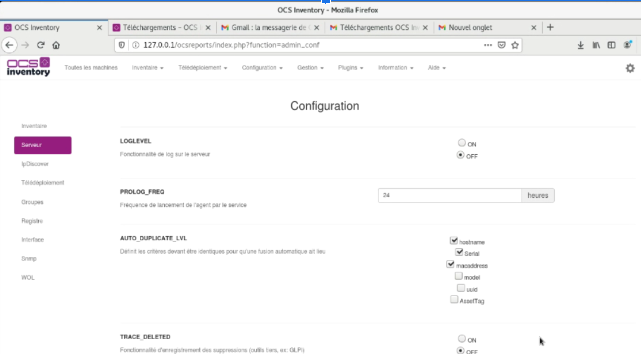 OCS Inventory - Mozilla Firefox
OCS Inventory
Téléchargements - OCS
Gmail : la messagerie de
Téléchargements OCS In
Nouvel onglet
127.0.0.1/ocsreports/index.php?function=admin_conf
OCS inventory
Toutes les machines
Inventaire
Télédéploiement
Configuration
Gestion
Plugins
Information
Aide
Configuration
Inventaire
Serveur
IpDiscover
Télédéploiement
Groupes
Registre
Interface
Snmp
WOL
LOGLEVEL
Fonctionnalité de log sur le serveur
ON
OFF
PROLOG_FREQ
Fréquence de lancement de l'agent par le service
24
heures
AUTO_DUPLICATE_LVL
Définit les critères devant être identiques pour qu'une fusion automatique ait lieu
hostname
Serial
macaddress
model
uuid
AssetTag
TRACE_DELETED
Fonctionnalité d'enregistrement des suppressions (outils tiers, ex: GLPI)
ON
OFF